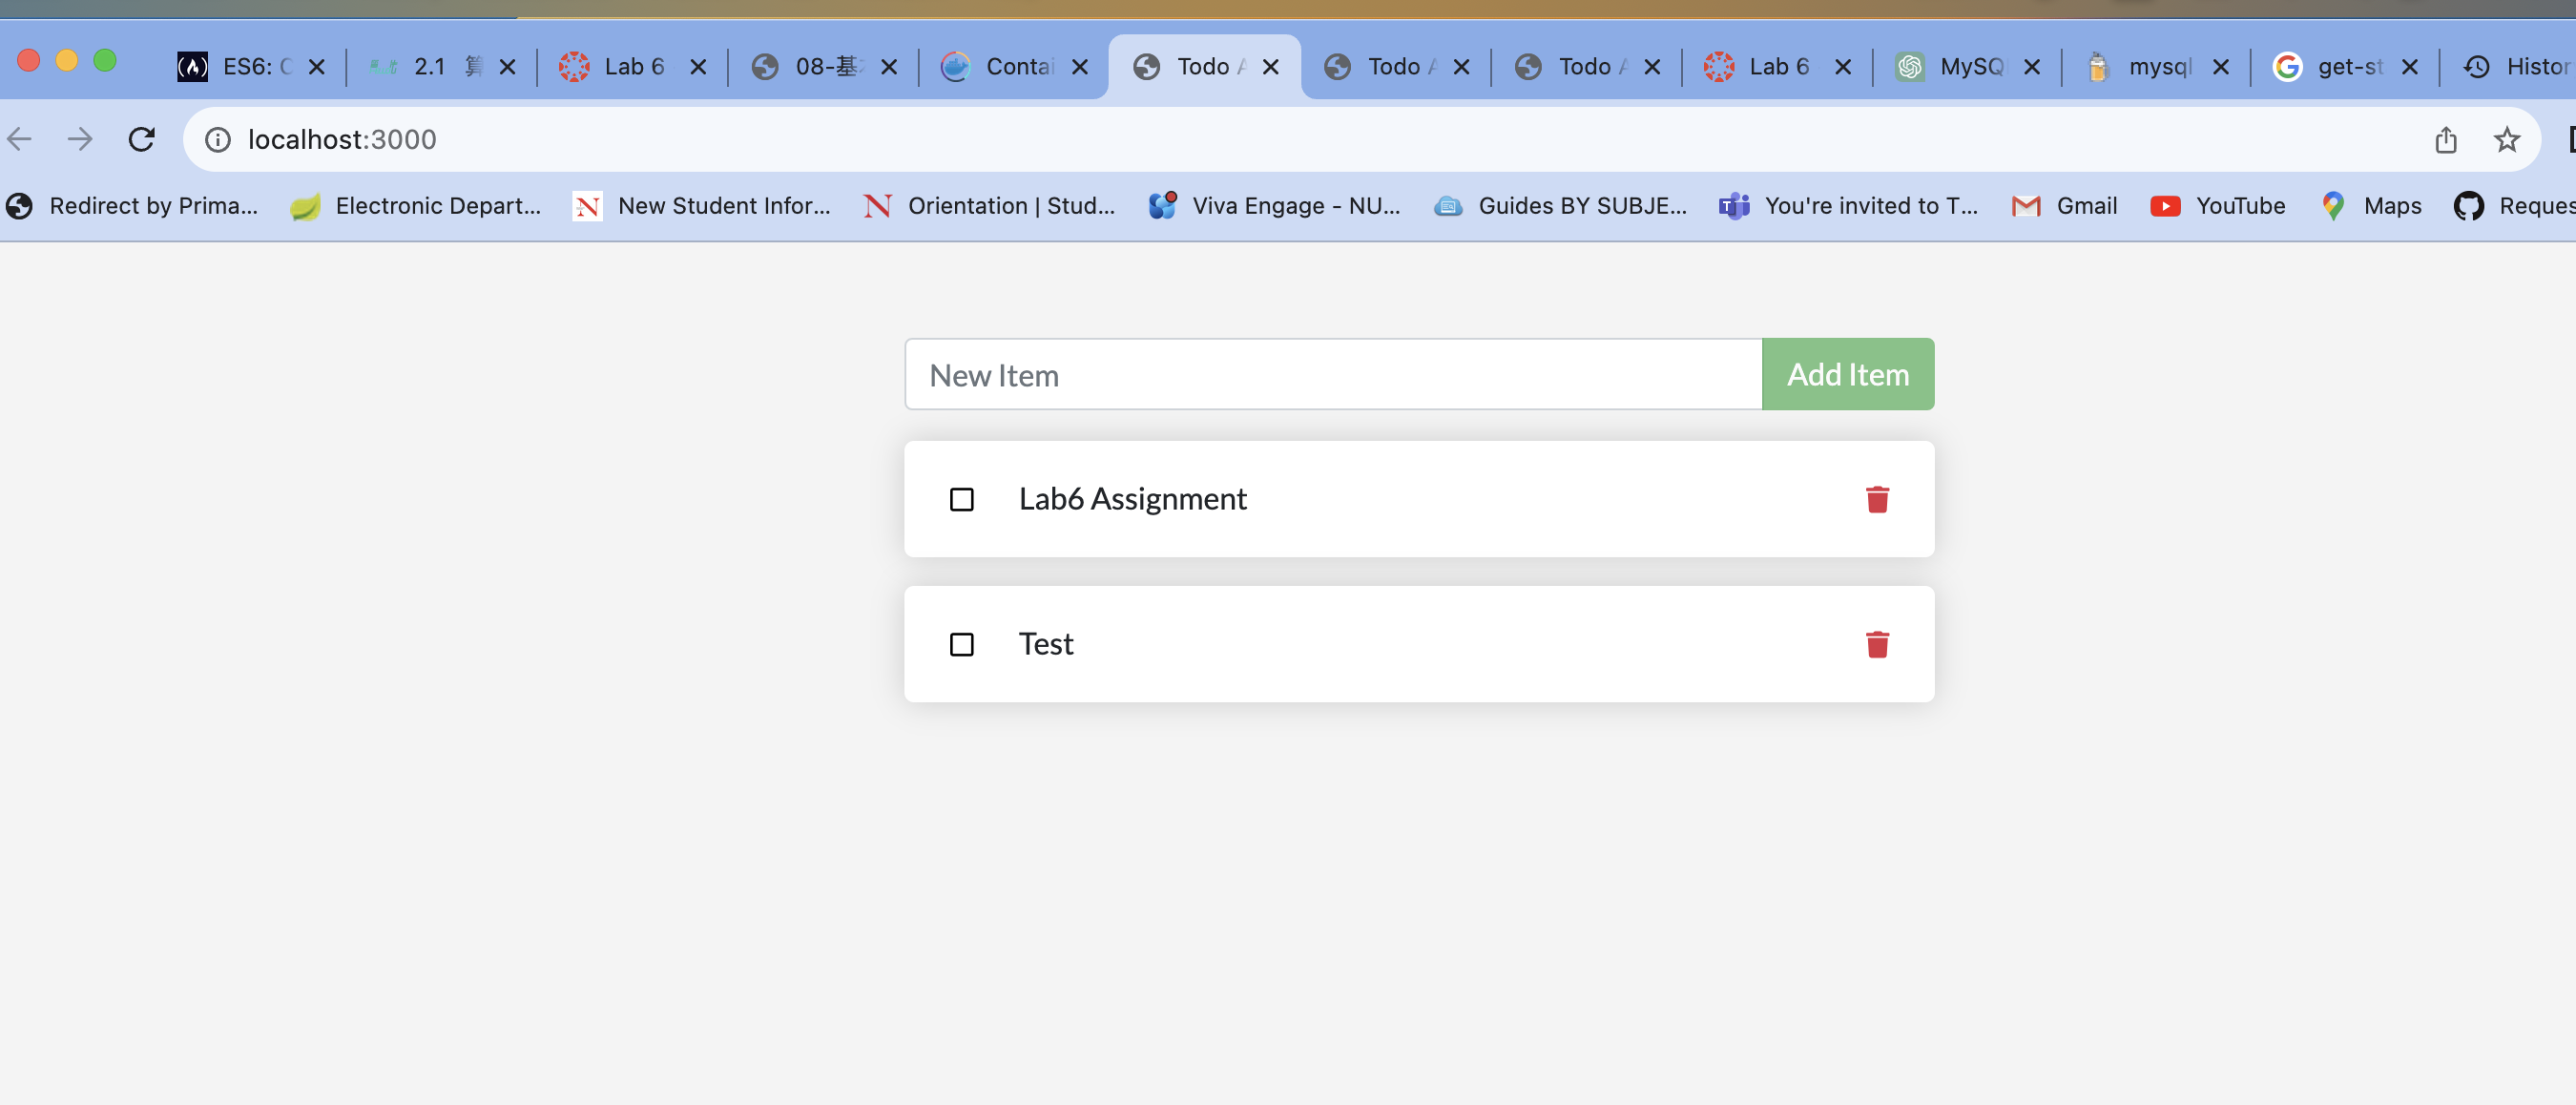 ES6: C 2.1 算 Lab 6 08-基 Contai Todo A Todo A Todo A Lab 6 MySQ mysql get-st Histor
localhost:3000
Redirect by Prima... Electronic Depart... New Student Infor... Orientation | Stud... Viva Engage - NU... Guides BY SUBJE... You're invited to T... Gmail YouTube Maps Reques
New Item Add Item
Lab6 Assignment
Test